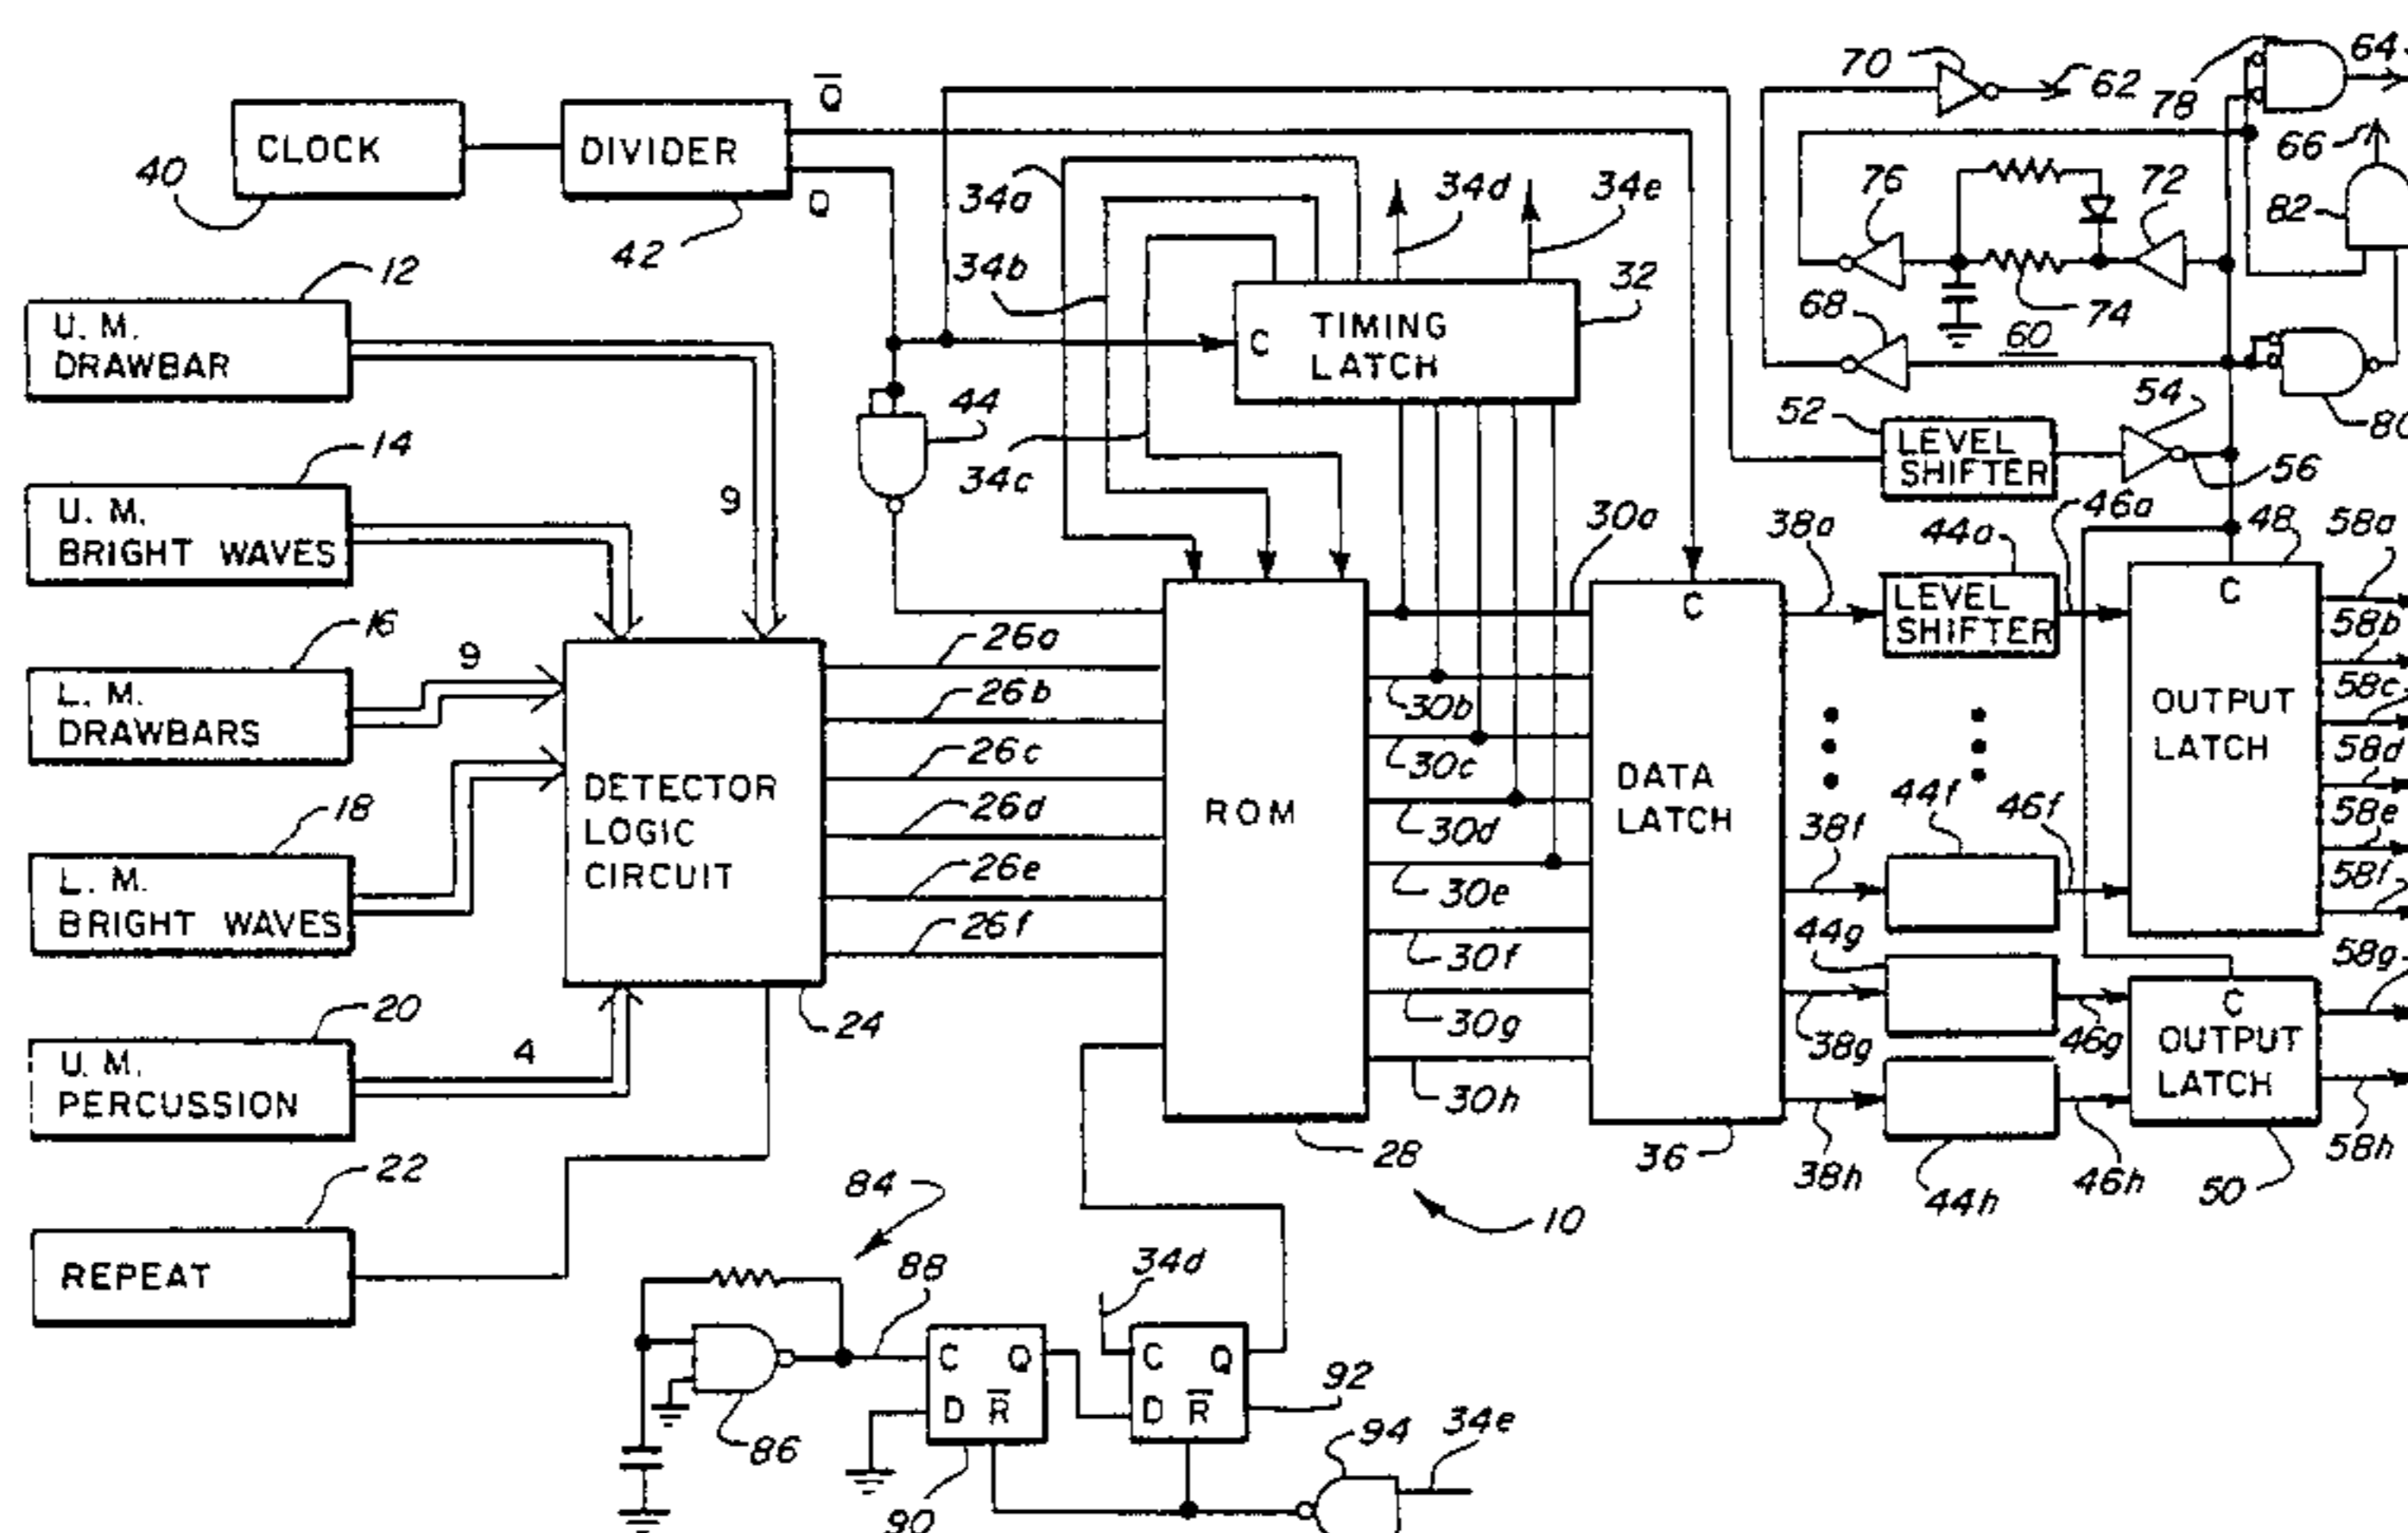 70
62
78
64
Q̅
CLOCK
DIVIDER
40
Q
42
34a
34b
34c
34d
34e
32
C
TIMING
LATCH
76
72
66
82
68
74
60
80
12
U. M.
DRAWBAR
44
52
LEVEL
SHIFTER
54
56
14
U. M.
BRIGHT WAVES
9
30a
38a
44a
46a
48
58a
16
L. M.
DRAWBARS
9
26a
26b
26c
26d
26e
26f
DETECTOR
LOGIC
CIRCUIT
ROM
30b
30c
30d
30e
30f
30g
30h
C
DATA
LATCH
LEVEL
SHIFTER
C
OUTPUT
LATCH
58b
58c
58d
58e
58f
18
L. M.
BRIGHT WAVES
38f
44f
46f
44g
38g
46g
58g
20
U. M.
PERCUSSION
4
24
C
OUTPUT
LATCH
28
36
38h
44h
46h
50
58h
22
REPEAT
84
10
88
34d
C Q
D R̅
C Q
D R̅
92
86
90
94
34e